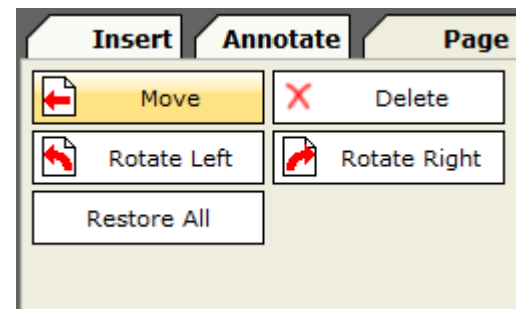 Insert Annotate Page
Move Delete
Rotate Left Rotate Right
Restore All